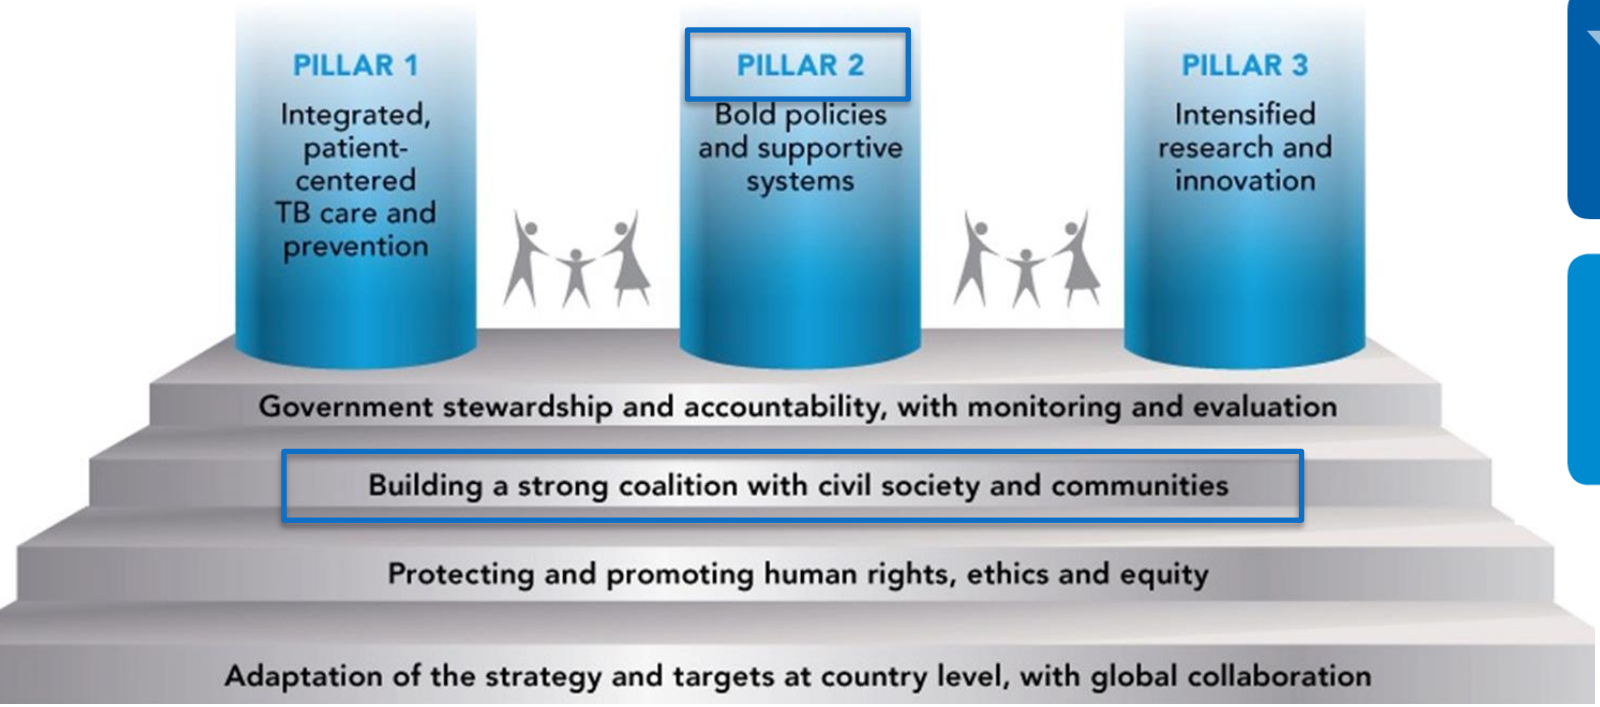 PILLAR 1
Integrated,
patient-
centered
TB care and
prevention
PILLAR 2
Bold policies
and supportive
systems
PILLAR 3
Intensified
research and
innovation
Government stewardship and accountability, with monitoring and evaluation
Building a strong coalition with civil society and communities
Protecting and promoting human rights, ethics and equity
Adaptation of the strategy and targets at country level, with global collaboration